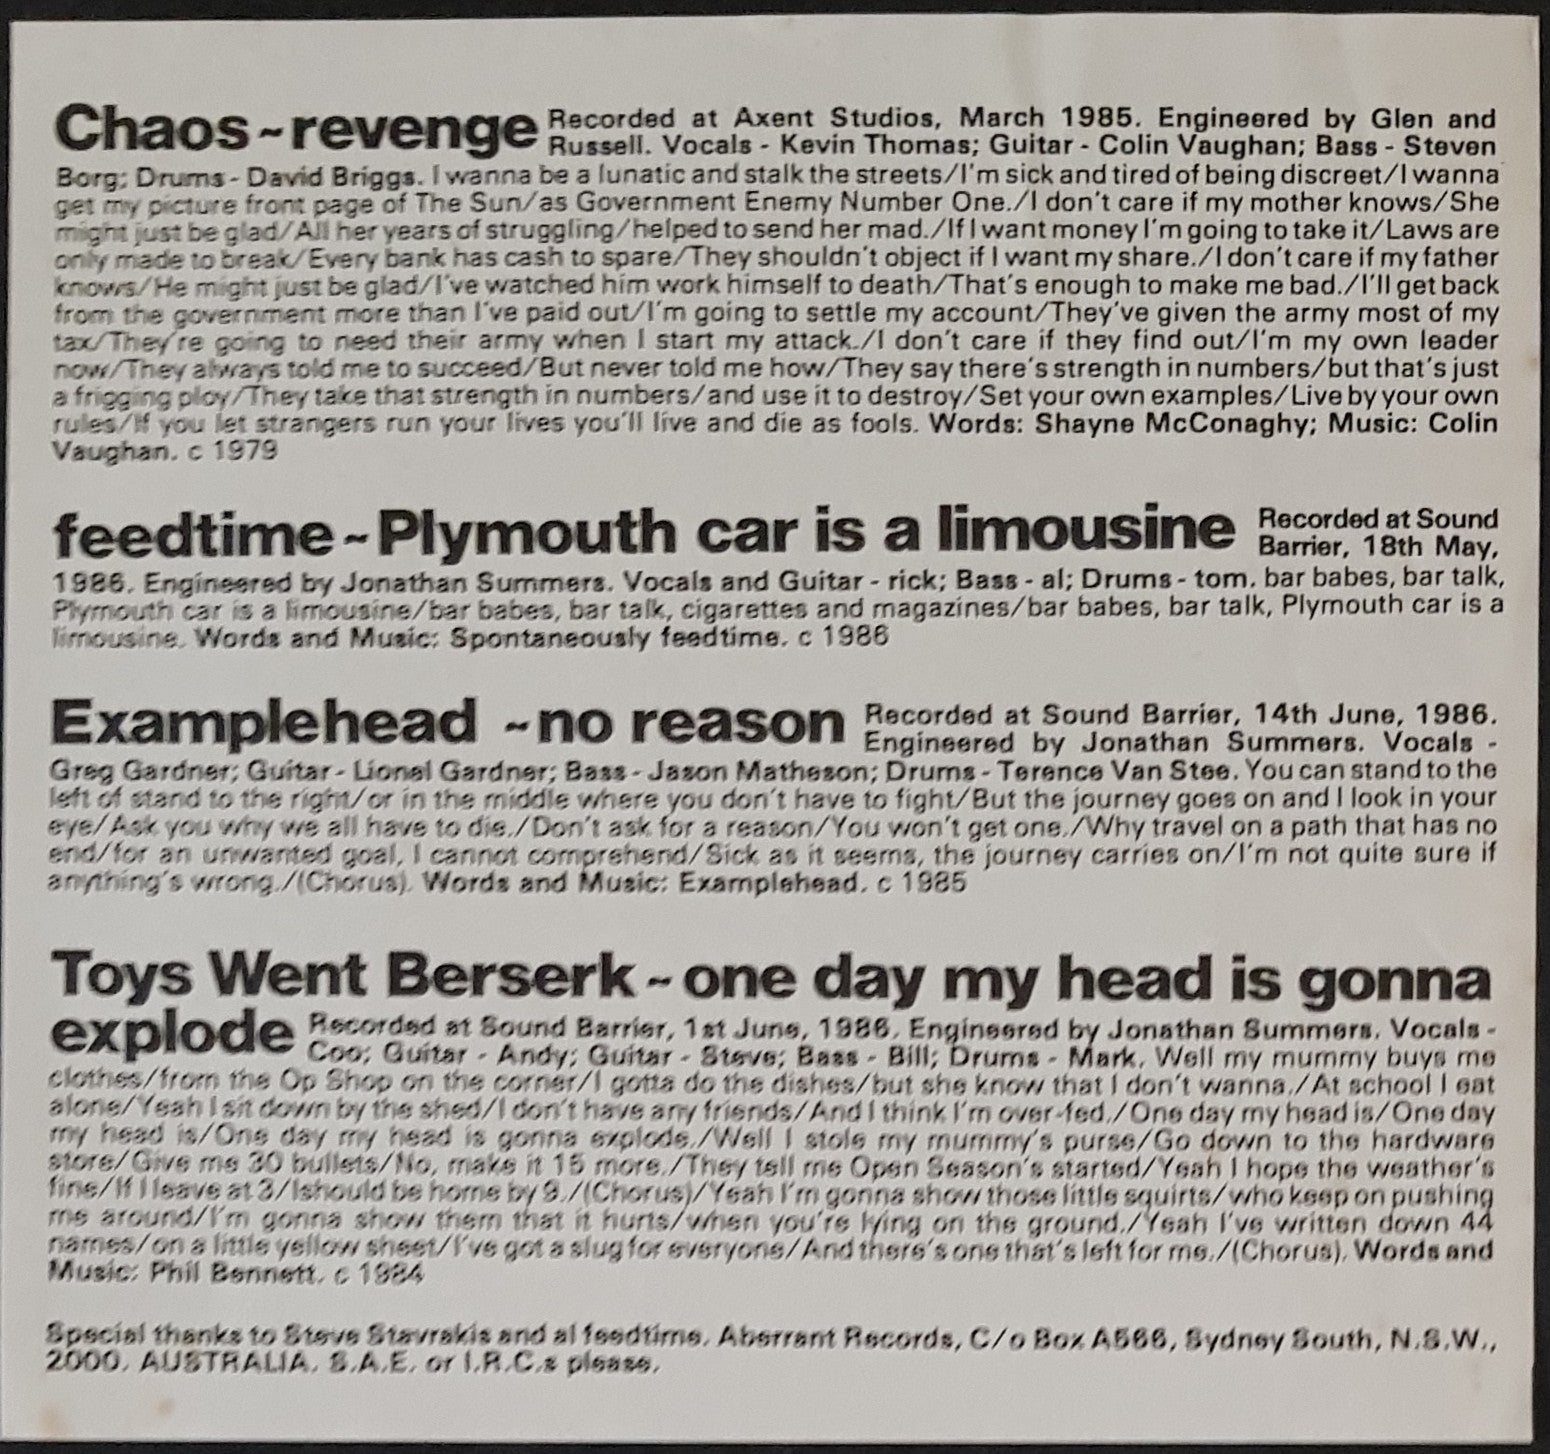 Chaos ~ revenge Recorded at Axent Studios, March 1985. Engineered by Glen and
Russell. Vocals - Kevin Thomas; Guitar - Colin Vaughan; Bass - Steven
Borg; Drums - David Briggs. I wanna be a lunatic and stalk the streets/I'm sick and tired of being discreet/I wanna
get my picture front page of The Sun/as Government Enemy Number One./I don't care if my mother knows/She
might just be glad/All her years of struggling/helped to send her mad./If I want money I'm going to take it/Laws are
only made to break/Every bank has cash to spare/They shouldn't object if I want my share./I don't care if my father
knows/He might just be glad/I've watched him work himself to death/That's enough to make me bad./I'll get back
from the government more than I've paid out/I'm going to settle my account/They've given the army most of my
tax/They're going to need their army when I start my attack./I don't care if they find out/I'm my own leader
now/They always told me to succeed/But never told me how/They say there's strength in numbers/but that's just
a frigging ploy/They take that strength in numbers/and use it to destroy/Set your own examples/Live by your own
rules/If you let strangers run your lives you'll live and die as fools. Words: Shayne McConaghy; Music: Colin
Vaughan. c 1979
feedtime ~ Plymouth car is a limousine Recorded at Sound
Barrier, 18th May,
1986. Engineered by Jonathan Summers. Vocals and Guitar - rick; Bass - al; Drums - tom. bar babes, bar talk,
Plymouth car is a limousine/bar babes, bar talk, cigarettes and magazines/bar babes, bar talk, Plymouth car is a
limousine. Words and Music: Spontaneously feedtime. c 1986
Examplehead ~ no reason Recorded at Sound Barrier, 14th June, 1986.
Engineered by Jonathan Summers. Vocals -
Greg Gardner; Guitar - Lionel Gardner; Bass - Jason Matheson; Drums - Terence Van Stee. You can stand to the
left of stand to the right/or in the middle where you don't have to fight/But the journey goes on and I look in your
eye/Ask you why we all have to die./Don't ask for a reason/You won't get one./Why travel on a path that has no
end/for an unwanted goal, I cannot comprehend/Sick as it seems, the journey carries on/I'm not quite sure if
anything's wrong./(Chorus). Words and Music: Examplehead. c 1985
Toys Went Berserk ~ one day my head is gonna
explode Recorded at Sound Barrier, 1st June, 1986. Engineered by Jonathan Summers. Vocals -
Coo; Guitar - Andy; Guitar - Steve; Bass - Bill; Drums - Mark. Well my mummy buys me
clothes/from the Op Shop on the corner/I gotta do the dishes/but she know that I don't wanna./At school I eat
alone/Yeah I sit down by the shed/I don't have any friends/And I think I'm over-fed./One day my head is/One day
my head is/One day my head is gonna explode./Well I stole my mummy's purse/Go down to the hardware
store/Give me 30 bullets/No, make it 15 more./They tell me Open Season's started/Yeah I hope the weather's
fine/If I leave at 3/Ishould be home by 9./(Chorus)/Yeah I'm gonna show those little squirts/who keep on pushing
me around/I'm gonna show them that it hurts/when you're lying on the ground./Yeah I've written down 44
names/on a little yellow sheet/I've got a slug for everyone/And there's one that's left for me./(Chorus). Words and
Music: Phil Bennett. c 1984
Special thanks to Steve Stavrakis and al feedtime. Aberrant Records, C/o Box A566, Sydney South, N.S.W.,
2000. AUSTRALIA. S.A.E. or I.R.C.s please.